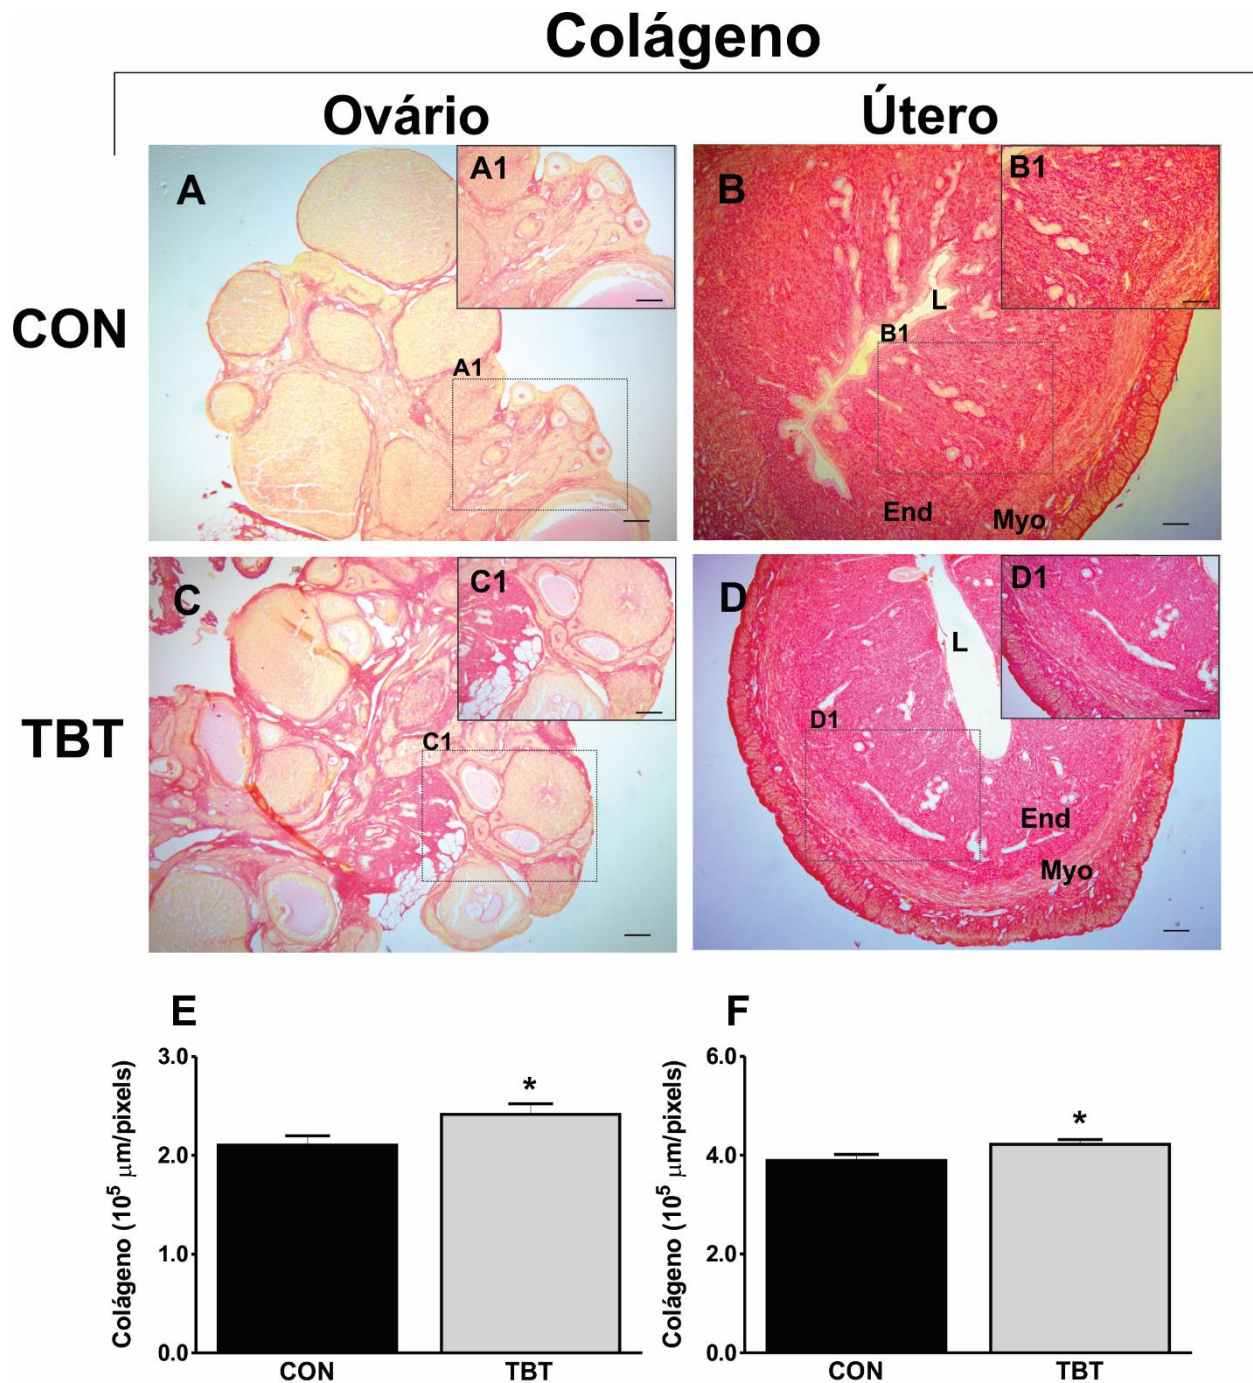 Colágeno
Ovário
Útero
CON
A
A1
A1
B
B1
L
B1
End
Myo
TBT
C
C1
C1
D
D1
L
D1
End
Myo
E
Colágeno (10⁵ µm/pixels)
3.0
2.0
1.0
0.0
*
CON
TBT
F
Colágeno (10⁵ µm/pixels)
6.0
4.0
2.0
0.0
*
CON
TBT